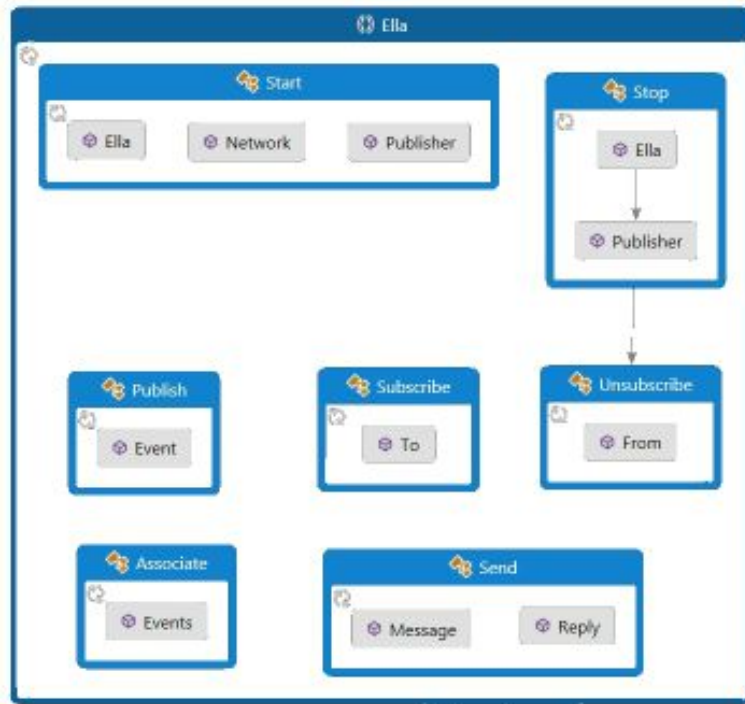 Ella
Start
Stop
Ella
Network
Publisher
Ella
Publisher
Publish
Subscribe
Unsubscribe
Event
To
From
Associate
Send
Events
Message
Reply